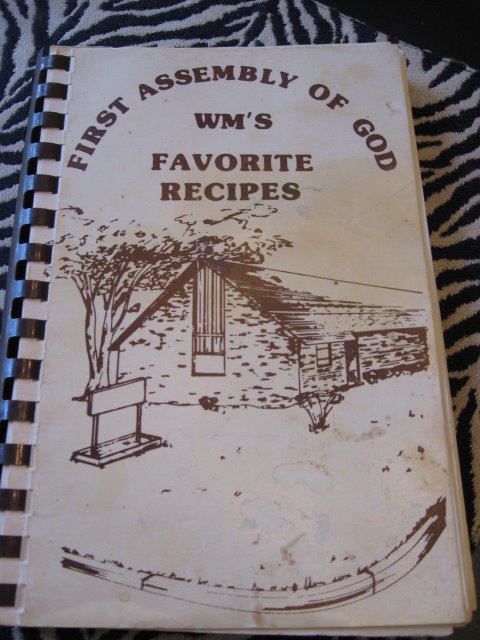 FIRST ASSEMBLY OF GOD
WM'S
FAVORITE
RECIPES